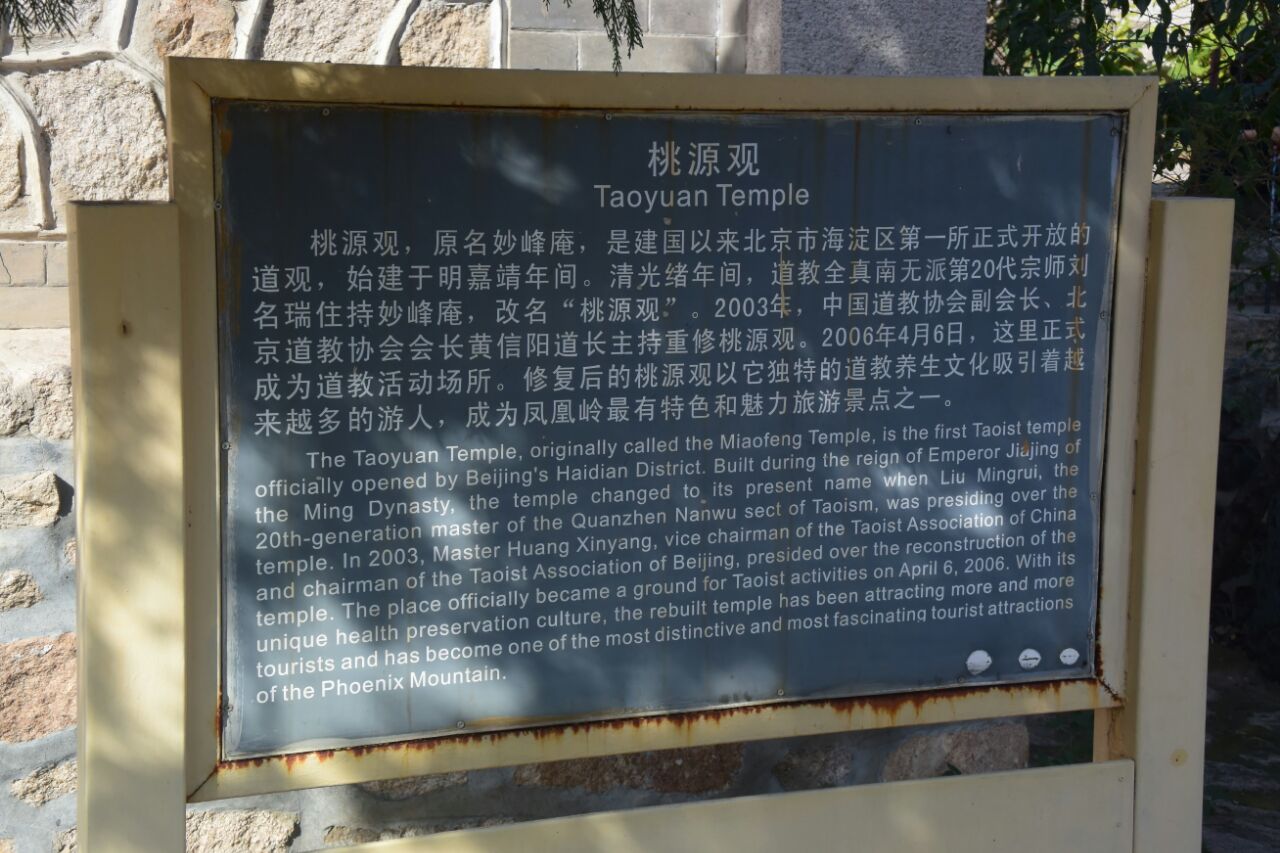 桃源观
Taoyuan Temple
桃源观，原名妙峰庵，是建国以来北京市海淀区第一所正式开放的
道观，始建于明嘉靖年间。清光绪年间，道教全真南无派第20代宗师刘
名瑞住持妙峰庵，改名“桃源观”。2003年，中国道教协会副会长、北
京道教协会会长黄信阳道长主持重修桃源观。2006年4月6日，这里正式
成为道教活动场所。修复后的桃源观以它独特的道教养生文化吸引着越
来越多的游人，成为凤凰岭最有特色和魅力旅游景点之一。
The Taoyuan Temple, originally called the Miaofeng Temple, is the first Taoist temple
officially opened by Beijing's Haidian District. Built during the reign of Emperor Jiajing of
the Ming Dynasty, the temple changed to its present name when Liu Mingrui, the
20th-generation master of the Quanzhen Nanwu sect of Taoism, was presiding over the
temple. In 2003, Master Huang Xinyang, vice chairman of the Taoist Association of China
and chairman of the Taoist Association of Beijing, presided over the reconstruction of the
temple. The place officially became a ground for Taoist activities on April 6, 2006. With its
unique health preservation culture, the rebuilt temple has been attracting more and more
tourists and has become one of the most distinctive and most fascinating tourist attractions
of the Phoenix Mountain.